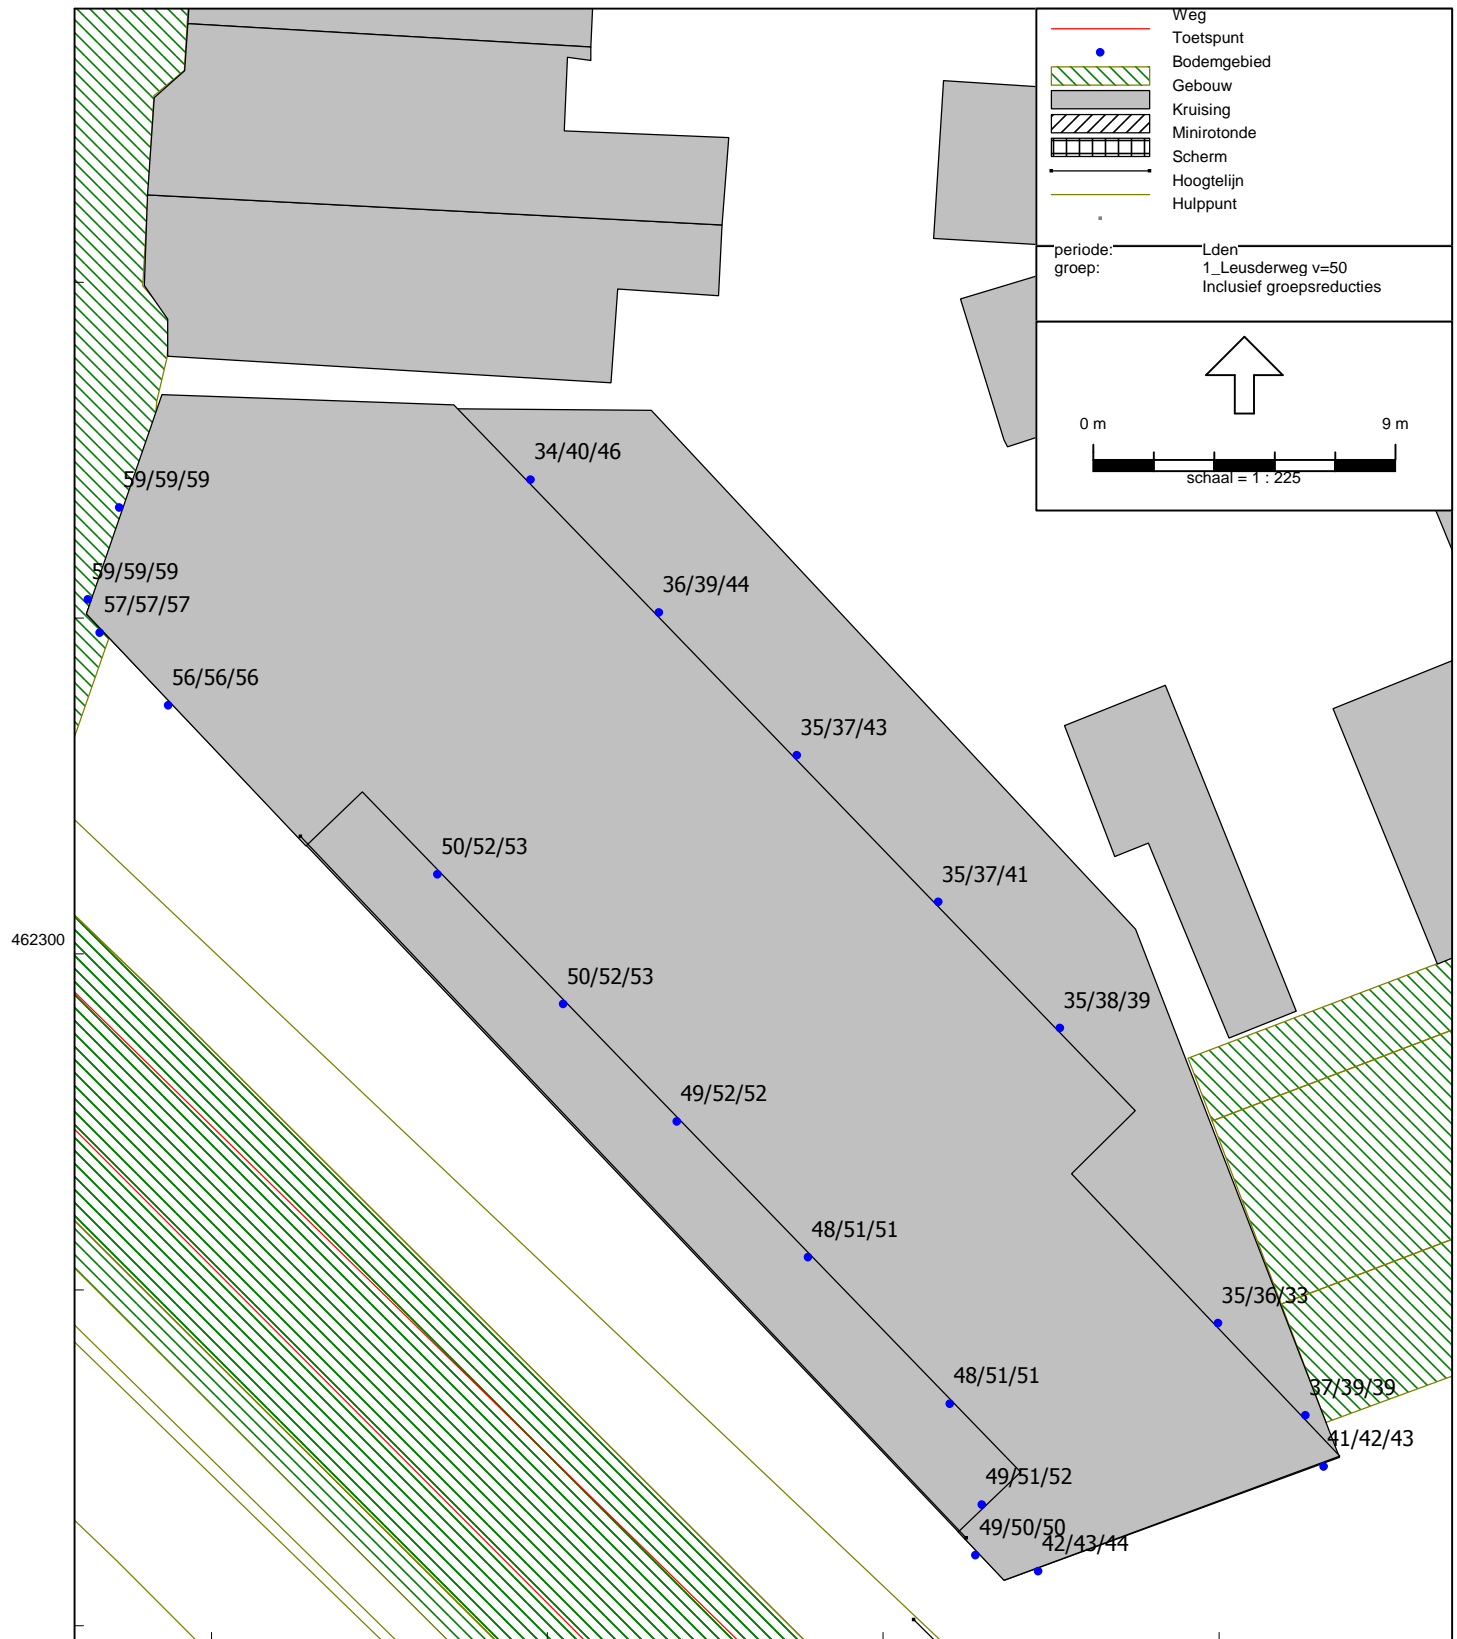 Weg
Toetspunt
Bodemgebied
Gebouw
Kruising
Minirotonde
Scherm
Hoogtelijn
Hulppunt
periode: Lden
groep: 1_Leusderweg v=50
Inclusief groepsreducties
0 m 9 m
schaal = 1 : 225
34/40/46
59/59/59
59/59/59
57/57/57
36/39/44
56/56/56
35/37/43
50/52/53
35/37/41
462300
50/52/53
35/38/39
49/52/52
48/51/51
35/36/33
48/51/51
37/39/39
41/42/43
49/51/52
49/50/50
42/43/44